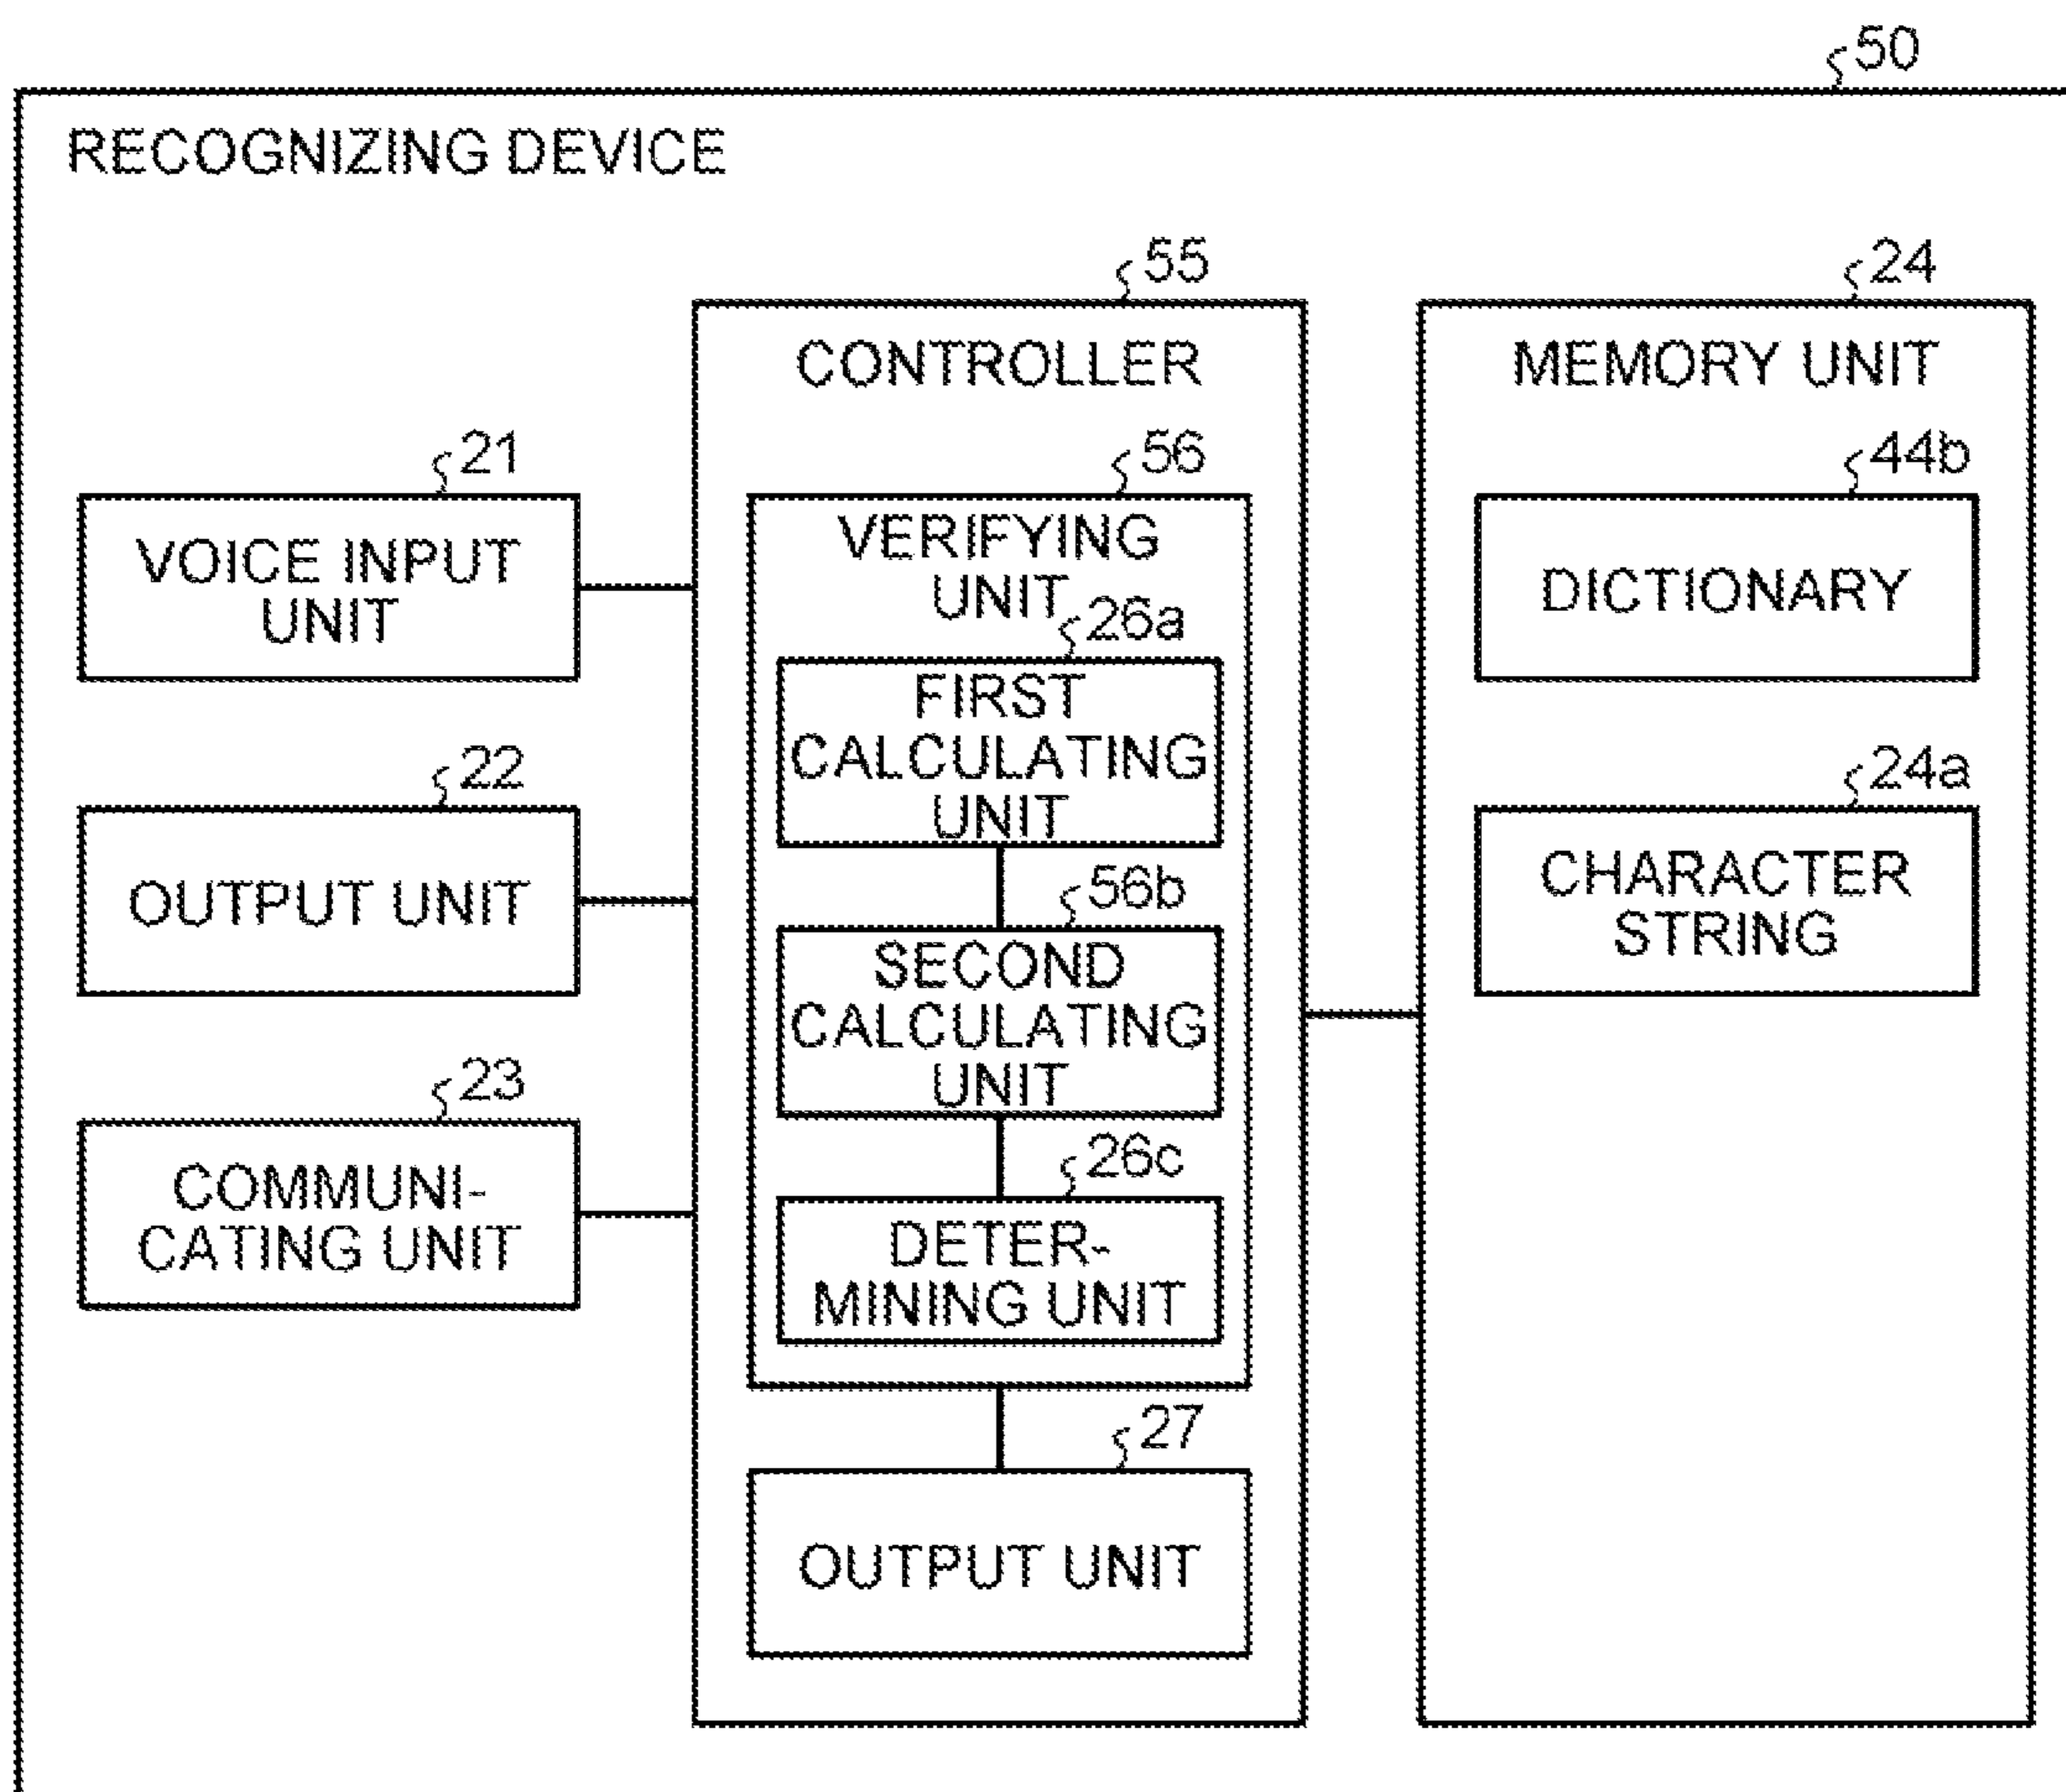 50
RECOGNIZING DEVICE
55
CONTROLLER
24
MEMORY UNIT
21
VOICE INPUT
UNIT
22
OUTPUT UNIT
23
COMMUNI-
CATING UNIT
56
VERIFYING
UNIT
26a
FIRST
CALCULATING
UNIT
56b
SECOND
CALCULATING
UNIT
26c
DETER-
MINING UNIT
27
OUTPUT UNIT
44b
DICTIONARY
24a
CHARACTER
STRING